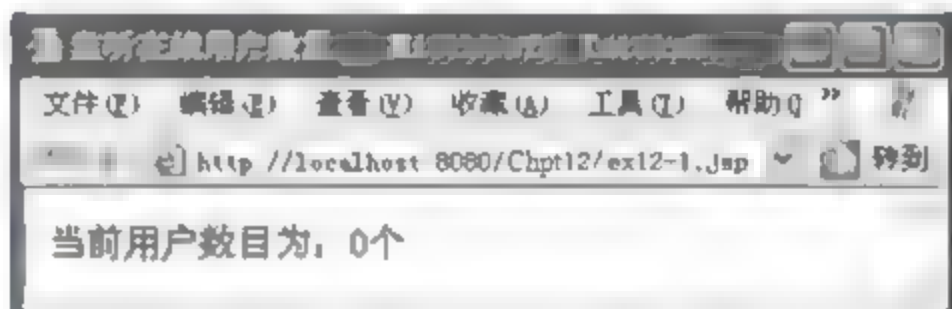 文件(F) 编辑(E) 查看(V) 收藏(A) 工具(T) 帮助( »
http //localhost 8080/Chpt12/ex12-1.jsp 转到
当前用户数目为：0个